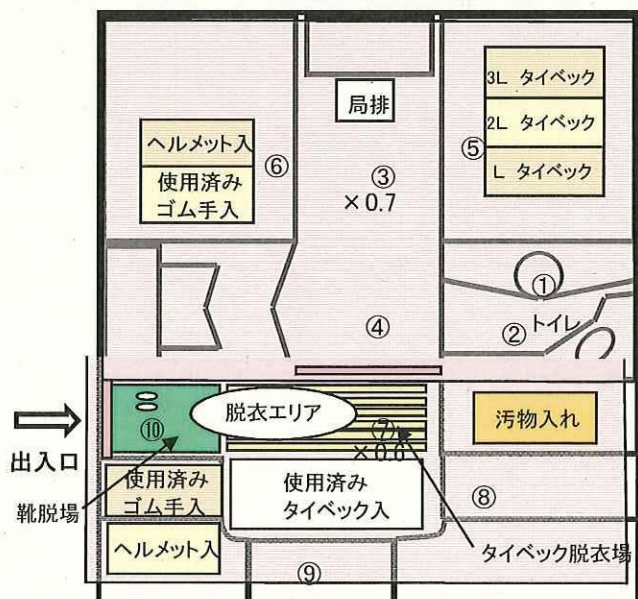 局排
3L タイベック
2L タイベック
L タイベック
⑤
ヘルメット入
使用済み
ゴム手入
⑥
③
×0.7
①
②
トイレ
④
出入口
⑩
脱衣エリア
⑦
×0.6
汚物入れ
靴脱場
使用済み
ゴム手入
使用済み
タイベック入
⑧
ヘルメット入
タイベック脱衣場
⑨